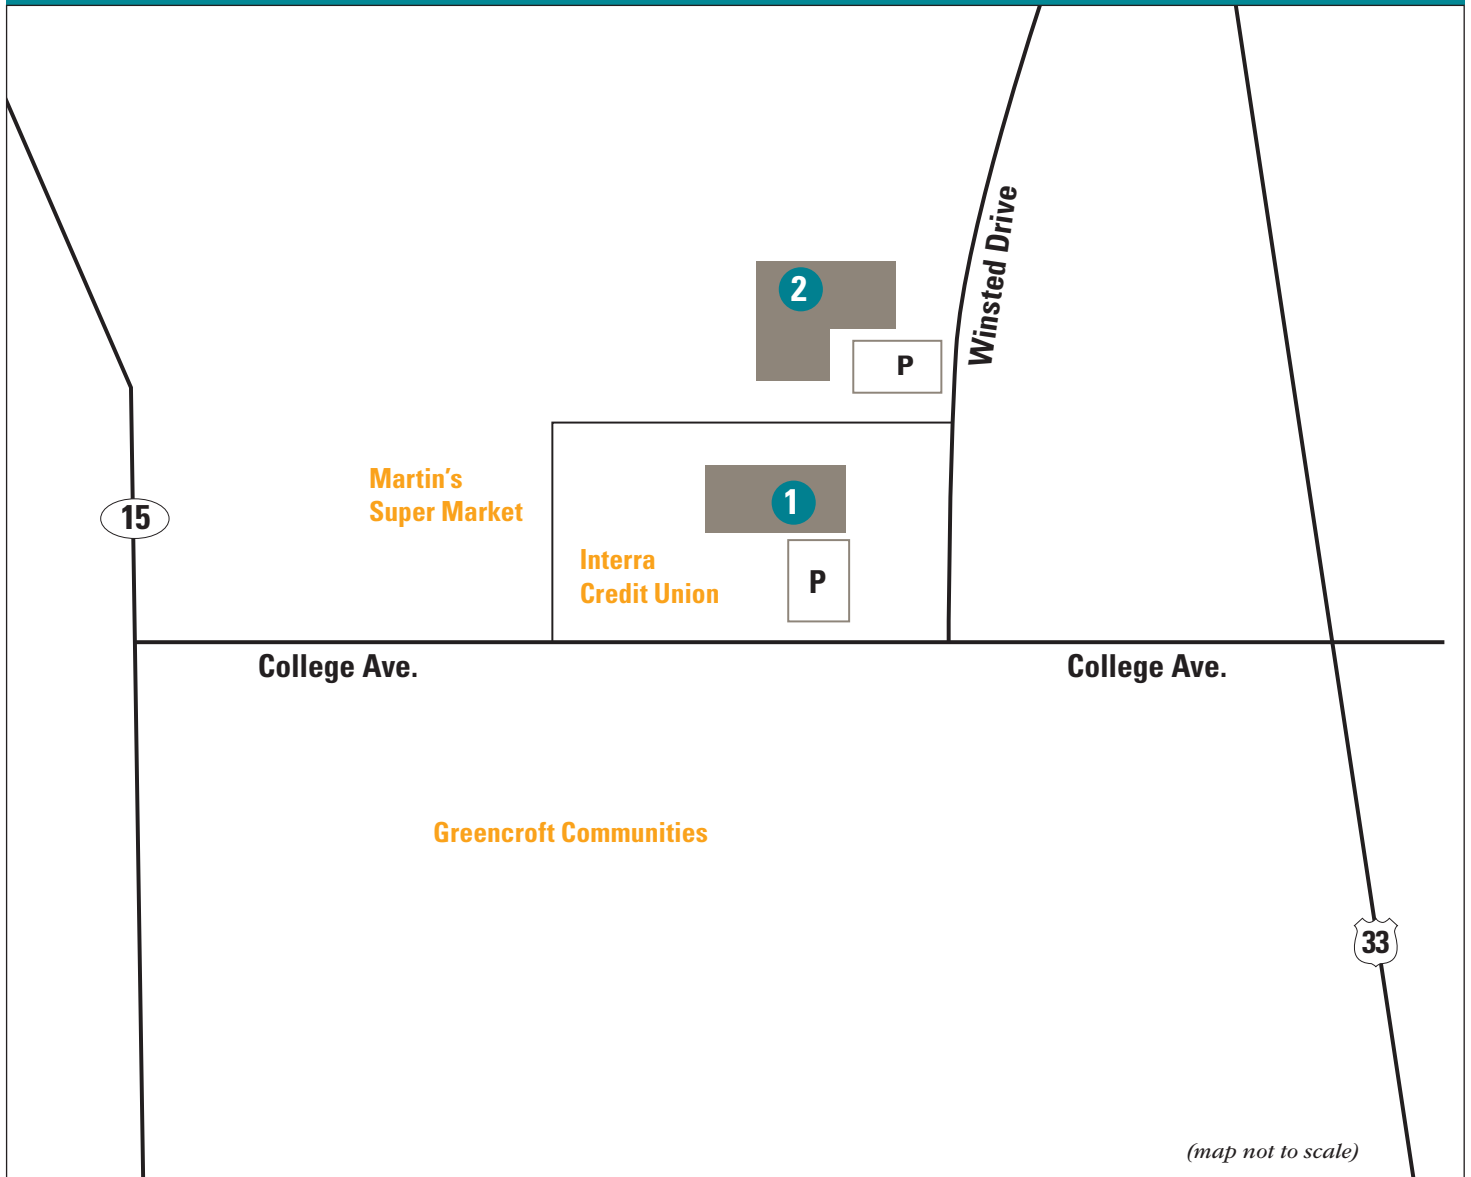 Winsted Drive
2
P
Martin's
Super Market
1
15
Interra
Credit Union
P
College Ave.
College Ave.
Greencroft Communities
33
(map not to scale)